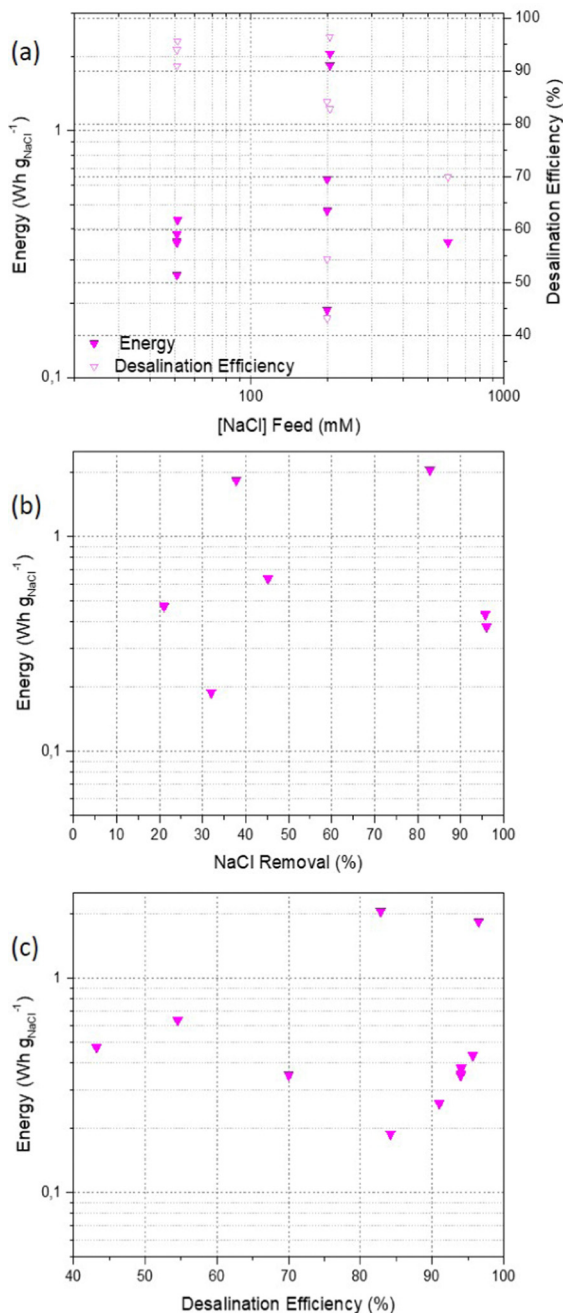 (a)
Energy (Wh g_NaCl^-1)
1
0,1
100
90
80
70
60
50
40
Desalination Efficiency (%)
Energy
Desalination Efficiency
100
1000
[NaCl] Feed (mM)
(b)
Energy (Wh g_NaCl^-1)
1
0,1
0 10 20 30 40 50 60 70 80 90 100
NaCl Removal (%)
(c)
Energy (Wh g_NaCl^-1)
1
0,1
40 50 60 70 80 90 100
Desalination Efficiency (%)